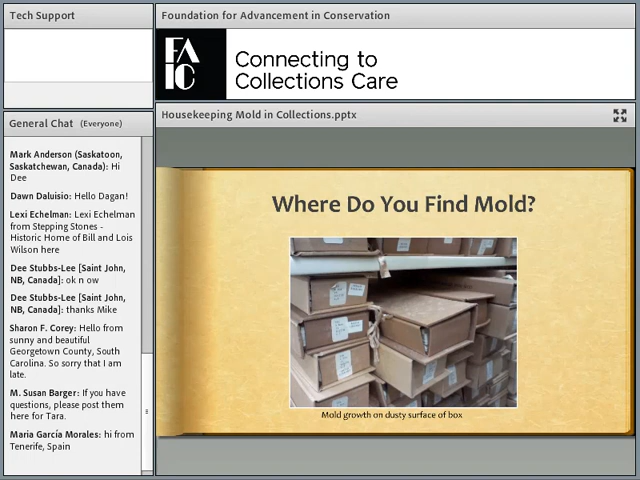 Tech Support
Foundation for Advancement in Conservation
FA
IC
Connecting to
Collections Care
General Chat (Everyone)
Mark Anderson (Saskatoon,
Saskatchewan, Canada): Hi
Dee
Dawn Daluisio: Hello Dagan!
Lexi Echelman: Lexi Echelman
from Stepping Stones -
Historic Home of Bill and Lois
Wilson here
Dee Stubbs-Lee [Saint John,
NB, Canada]: ok n ow
Dee Stubbs-Lee [Saint John,
NB, Canada]: thanks Mike
Sharon F. Corey: Hello from
sunny and beautiful
Georgetown County, South
Carolina. So sorry that I am
late.
M. Susan Barger: If you have
questions, please post them
here for Tara.
Maria García Morales: hi from
Tenerife, Spain
Housekeeping Mold in Collections.pptx
Where Do You Find Mold?
Mold growth on dusty surface of box